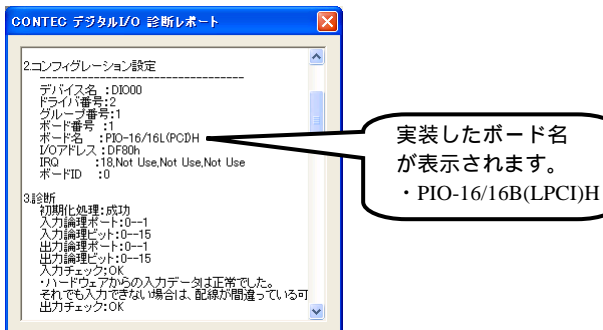 CONTEC デジタルI/O 診断レポート
2.コンフィグレーション設定
----------------------------------
デバイス名 :DIO00
ドライバ番号:2
グループ番号:1
ボード番号 :1
ボード名 :PIO-16/16L(PCI)H
I/Oアドレス :DF80h
IRQ :18,Not Use,Not Use,Not Use
ボードID :0
3.診断
初期化処理:成功
入力論理ポート:0--1
入力論理ビット:0--15
出力論理ポート:0--1
出力論理ビット:0--15
入力チェック:OK
・ハードウェアからの入力データは正常でした。
それでも入力できない場合は、配線が間違っている可
出力チェック:OK
実装したボード名
が表示されます。
・PIO-16/16B(LPCI)H